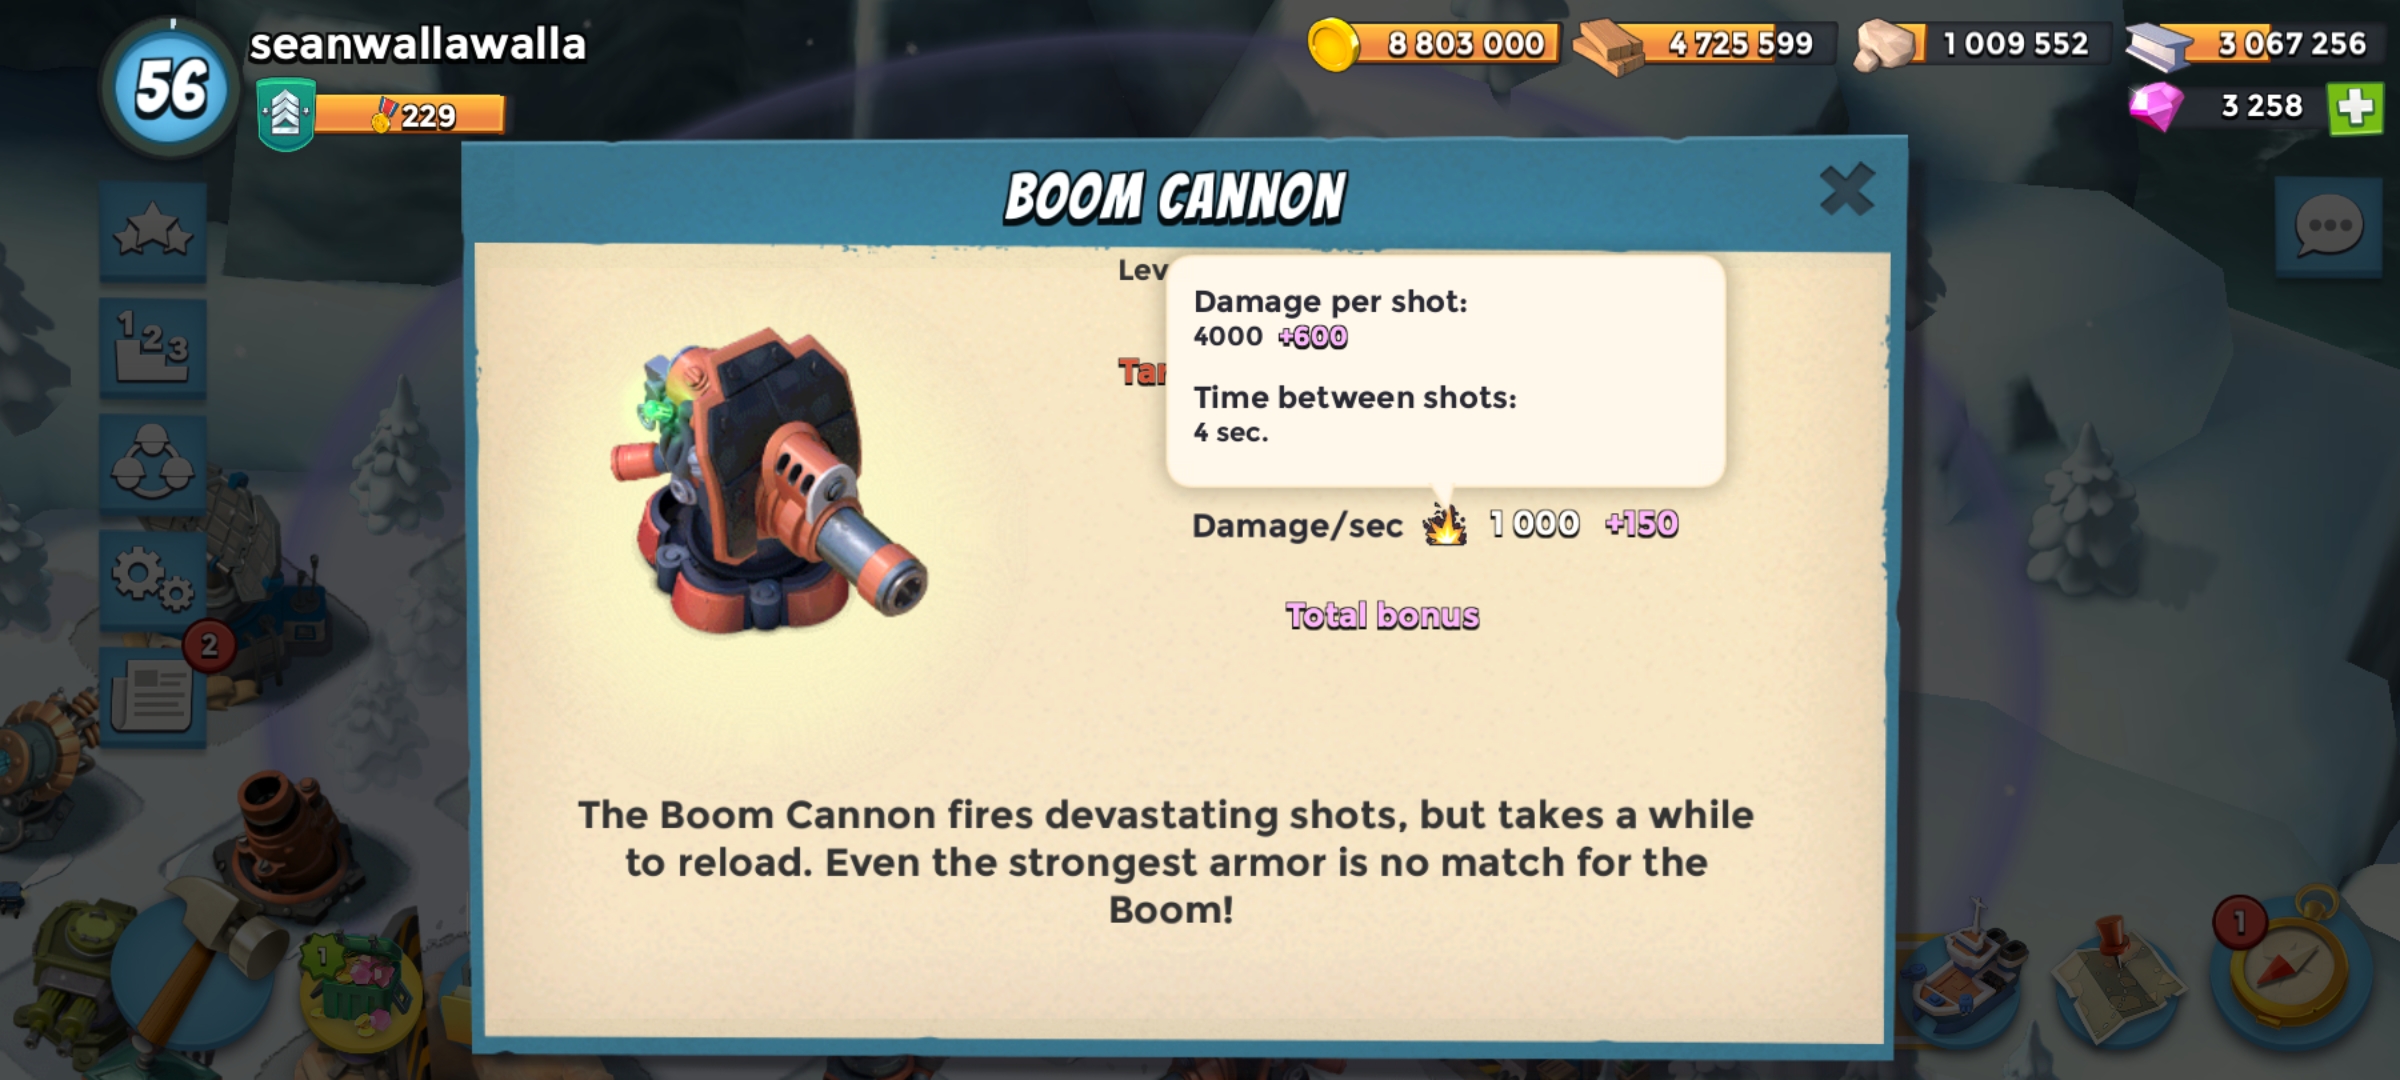 56
seanwallawalla
229
8 803 000
4 725 599
1 009 552
3 067 256
3 258
BOOM CANNON
Damage per shot:
4000 +600
Time between shots:
4 sec.
Damage/sec 1 000 +150
Total bonus
The Boom Cannon fires devastating shots, but takes a while
to reload. Even the strongest armor is no match for the
Boom!
1 2 3
2
1
1